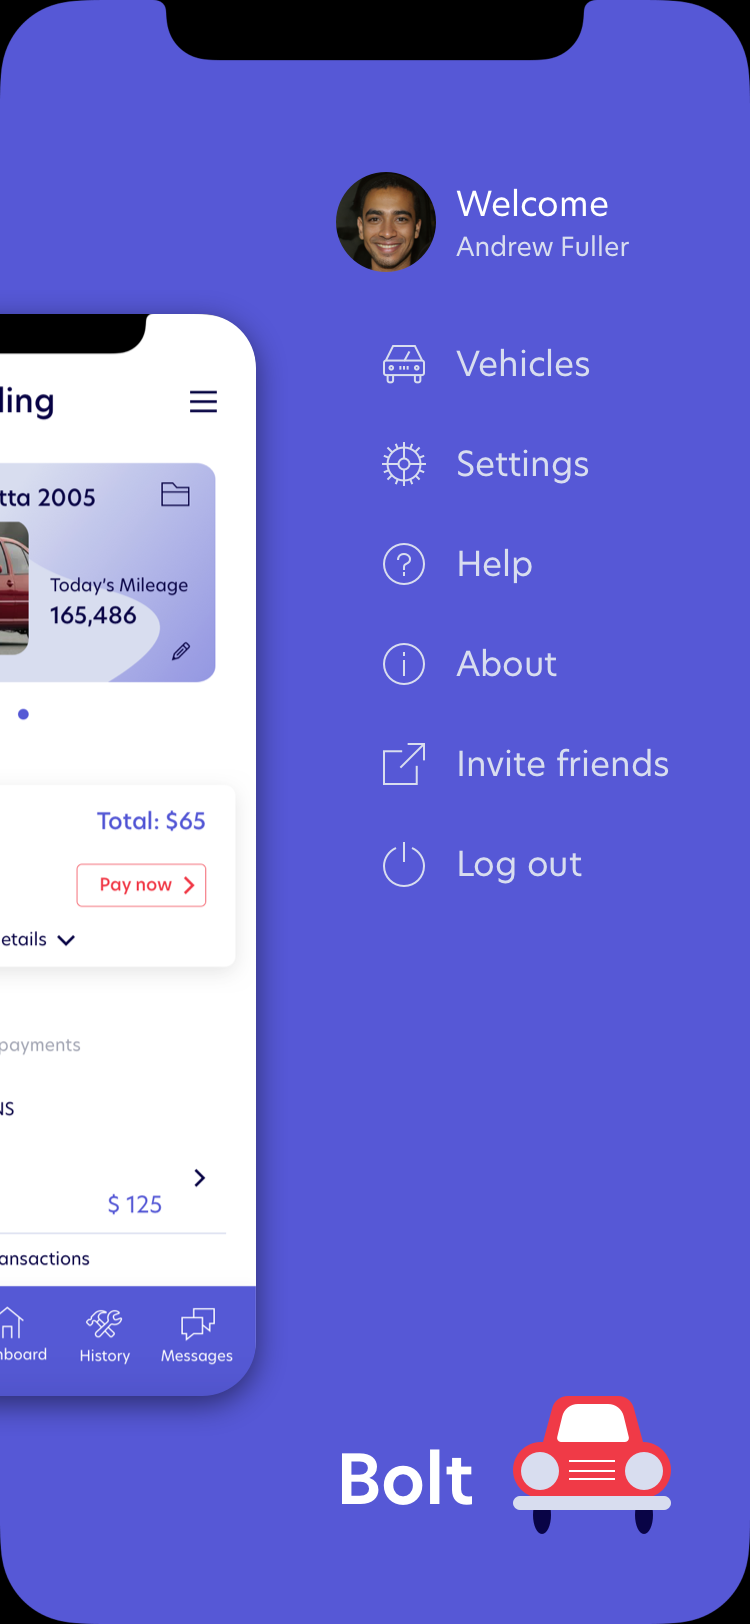 Welcome
Andrew Fuller
Vehicles
Settings
Help
About
Invite friends
Log out
ling
tta 2005
Today's Mileage
165,486
Total: $65
Pay now
etails
payments
$ 125
ansactions
hboard
History
Messages
Bolt